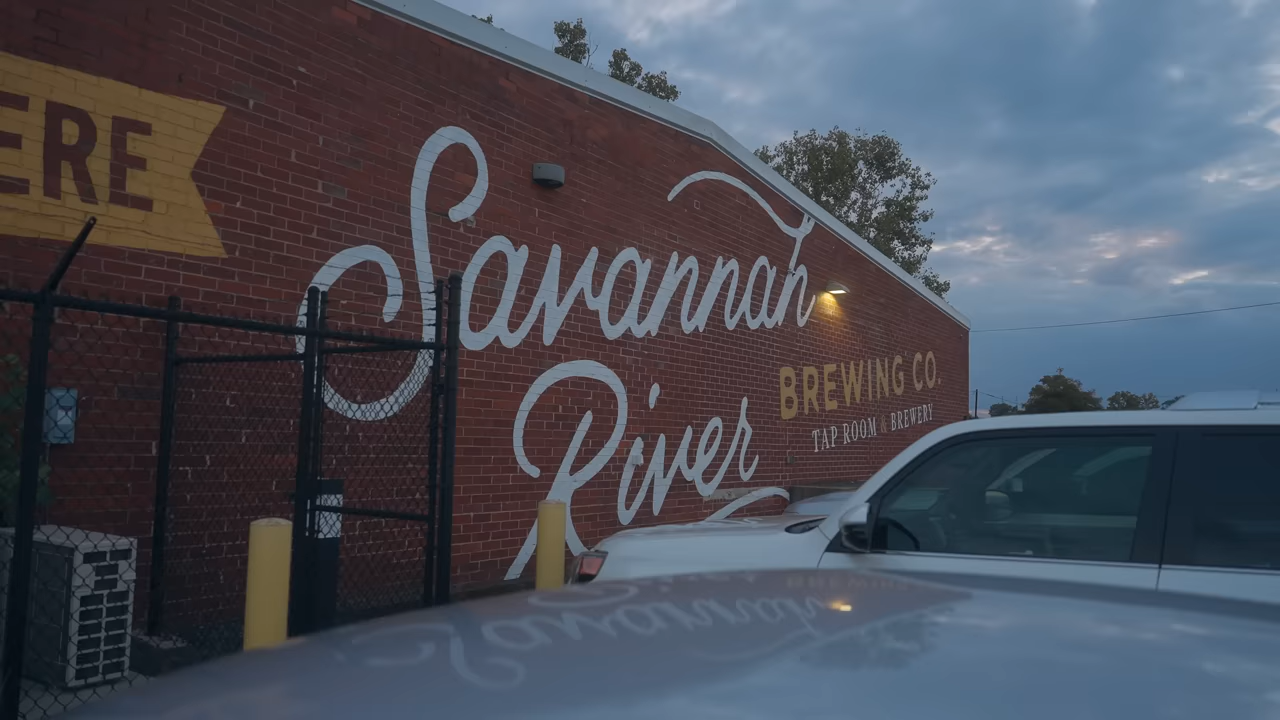 ERE
Savannah
River
BREWING CO.
TAP ROOM & BREWERY